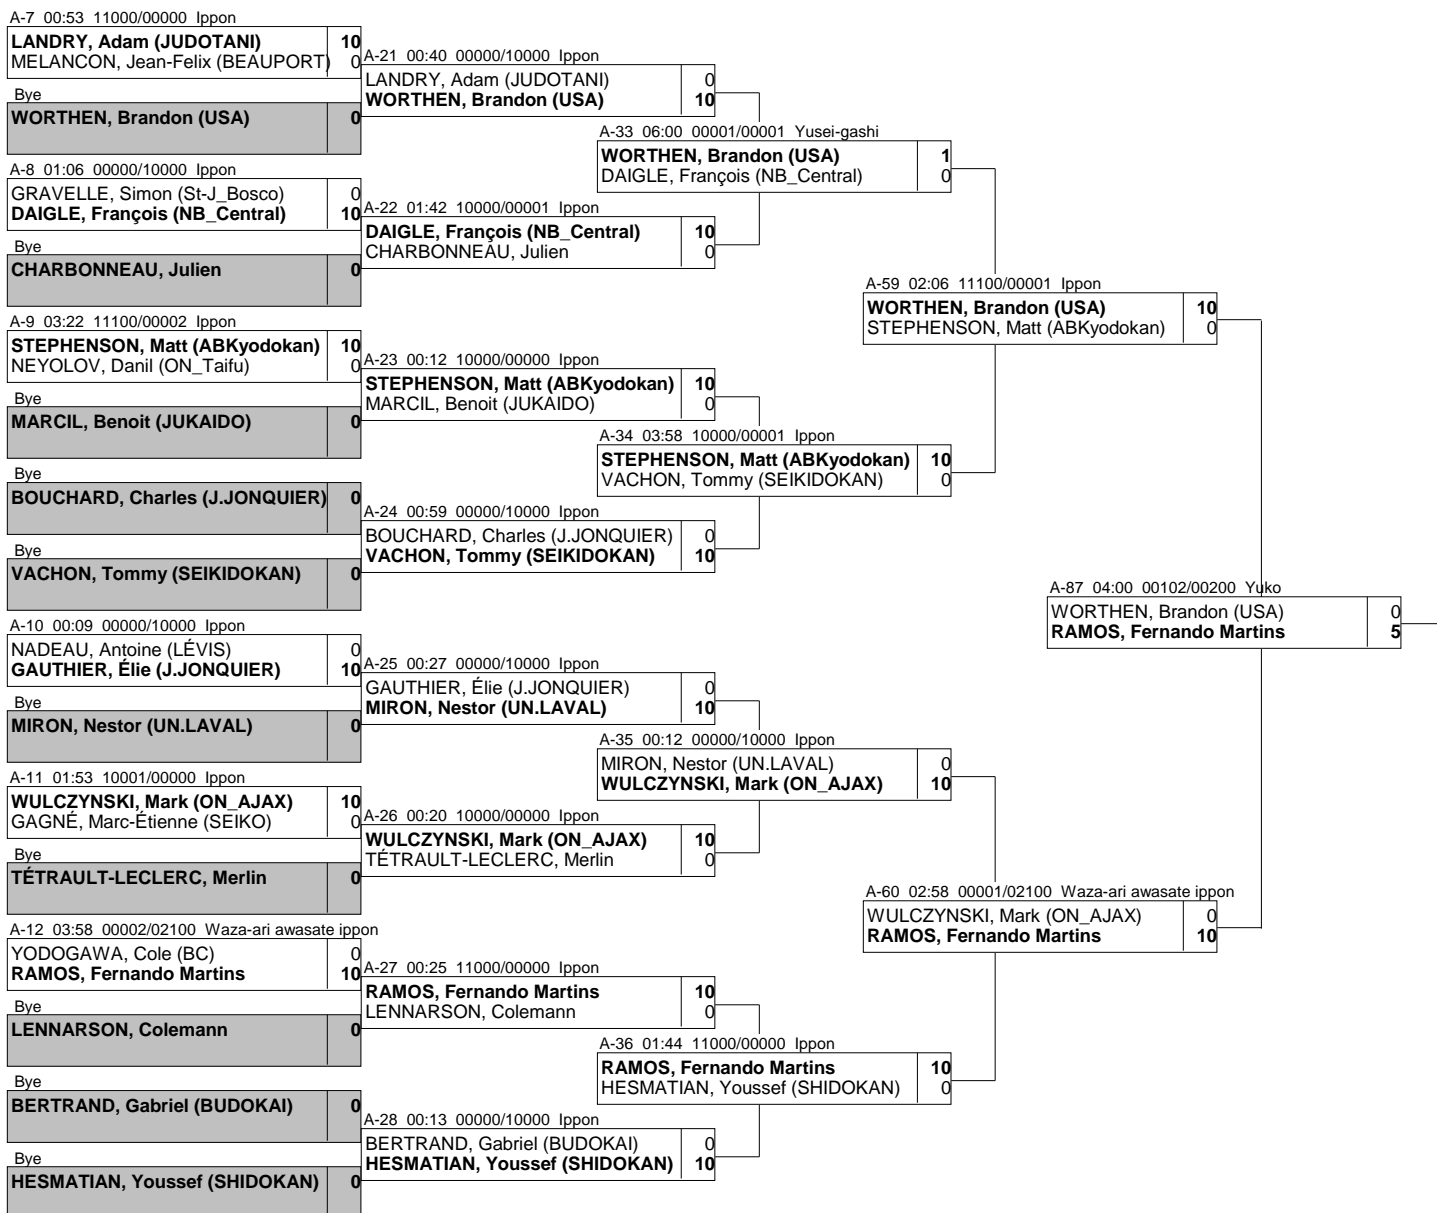 A-7 00:53 11000/00000 Ippon
LANDRY, Adam (JUDOTANI) 10
MELANCON, Jean-Felix (BEAUPORT) 0
Bye
WORTHEN, Brandon (USA) 0
A-8 01:06 00000/10000 Ippon
GRAVELLE, Simon (St-J_Bosco) 0
DAIGLE, François (NB_Central) 10
Bye
CHARBONNEAU, Julien 0
A-9 03:22 11100/00002 Ippon
STEPHENSON, Matt (ABKyodokan) 10
NEYOLOV, Danil (ON_Taifu) 0
Bye
MARCIL, Benoit (JUKAIDO) 0
Bye
BOUCHARD, Charles (J.JONQUIER) 0
Bye
VACHON, Tommy (SEIKIDOKAN) 0
A-10 00:09 00000/10000 Ippon
NADEAU, Antoine (LÉVIS) 0
GAUTHIER, Élie (J.JONQUIER) 10
Bye
MIRON, Nestor (UN.LAVAL) 0
A-11 01:53 10001/00000 Ippon
WULCZYNSKI, Mark (ON_AJAX) 10
GAGNÉ, Marc-Étienne (SEIKO) 0
Bye
TÉTRAULT-LECLERC, Merlin 0
A-12 03:58 00002/02100 Waza-ari awasate ippon
YODOGAWA, Cole (BC) 0
RAMOS, Fernando Martins 10
Bye
LENNARSON, Colemann 0
Bye
BERTRAND, Gabriel (BUDOKAI) 0
Bye
HESMATIAN, Youssef (SHIDOKAN) 0
A-21 00:40 00000/10000 Ippon
LANDRY, Adam (JUDOTANI) 0
WORTHEN, Brandon (USA) 10
A-22 01:42 10000/00001 Ippon
DAIGLE, François (NB_Central) 10
CHARBONNEAU, Julien 0
A-23 00:12 10000/00000 Ippon
STEPHENSON, Matt (ABKyodokan) 10
MARCIL, Benoit (JUKAIDO) 0
A-24 00:59 00000/10000 Ippon
BOUCHARD, Charles (J.JONQUIER) 0
VACHON, Tommy (SEIKIDOKAN) 10
A-25 00:27 00000/10000 Ippon
GAUTHIER, Élie (J.JONQUIER) 0
MIRON, Nestor (UN.LAVAL) 10
A-26 00:20 10000/00000 Ippon
WULCZYNSKI, Mark (ON_AJAX) 10
TÉTRAULT-LECLERC, Merlin 0
A-27 00:25 11000/00000 Ippon
RAMOS, Fernando Martins 10
LENNARSON, Colemann 0
A-28 00:13 00000/10000 Ippon
BERTRAND, Gabriel (BUDOKAI) 0
HESMATIAN, Youssef (SHIDOKAN) 10
A-33 06:00 00001/00001 Yusei-gashi
WORTHEN, Brandon (USA) 1
DAIGLE, François (NB_Central) 0
A-34 03:58 10000/00001 Ippon
STEPHENSON, Matt (ABKyodokan) 10
VACHON, Tommy (SEIKIDOKAN) 0
A-35 00:12 00000/10000 Ippon
MIRON, Nestor (UN.LAVAL) 0
WULCZYNSKI, Mark (ON_AJAX) 10
A-36 01:44 11000/00000 Ippon
RAMOS, Fernando Martins 10
HESMATIAN, Youssef (SHIDOKAN) 0
A-59 02:06 11100/00001 Ippon
WORTHEN, Brandon (USA) 10
STEPHENSON, Matt (ABKyodokan) 0
A-60 02:58 00001/02100 Waza-ari awasate ippon
WULCZYNSKI, Mark (ON_AJAX) 0
RAMOS, Fernando Martins 10
A-87 04:00 00102/00200 Yuko
WORTHEN, Brandon (USA) 0
RAMOS, Fernando Martins 5